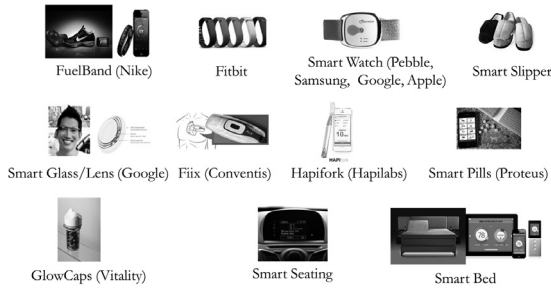 FuelBand (Nike)
Fitbit
Smart Watch (Pebble,
Samsung, Google, Apple)
Smart Slipper
Smart Glass/Lens (Google)
Fiix (Conventis)
HAPI
Hapifork (Hapilabs)
Smart Pills (Proteus)
GlowCaps (Vitality)
Smart Seating
Smart Bed